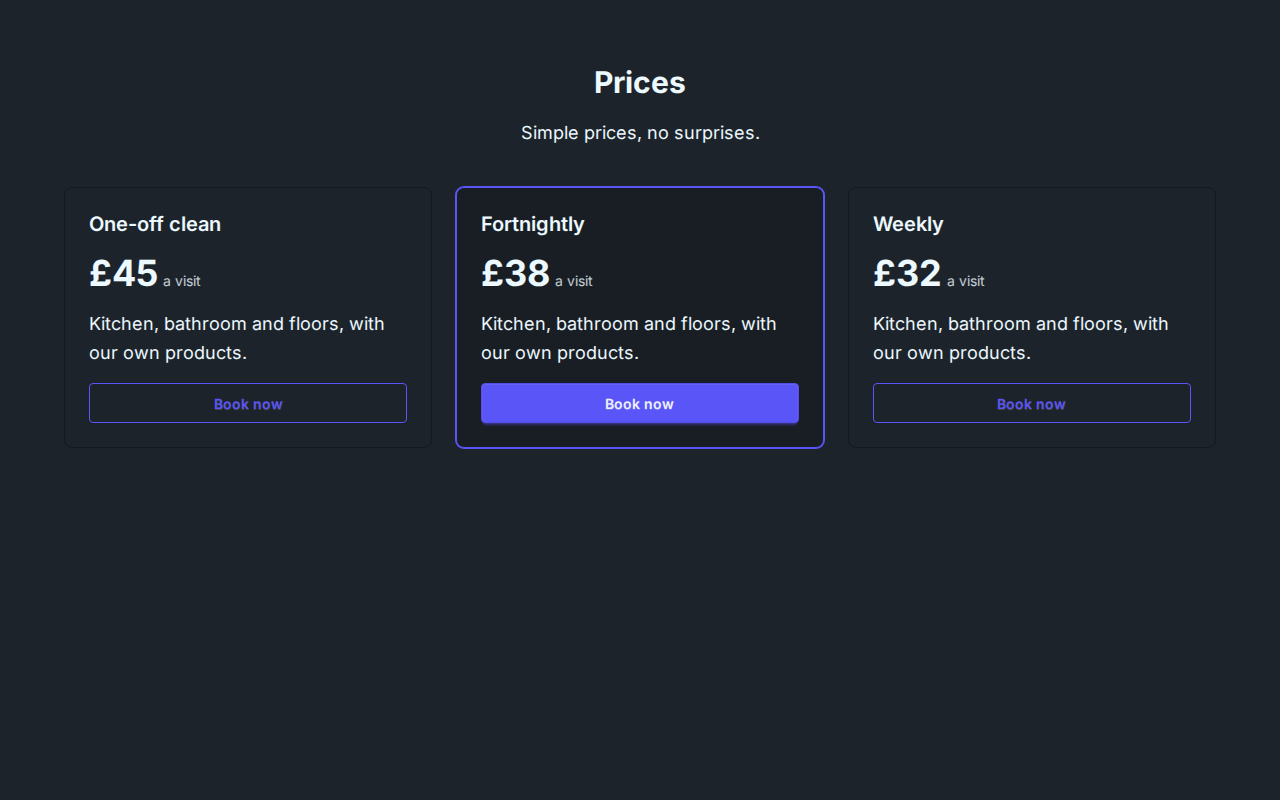 Prices
Simple prices, no surprises.
One-off clean
£45 a visit
Kitchen, bathroom and floors, with
our own products.
Book now
Fortnightly
£38 a visit
Kitchen, bathroom and floors, with
our own products.
Book now
Weekly
£32 a visit
Kitchen, bathroom and floors, with
our own products.
Book now